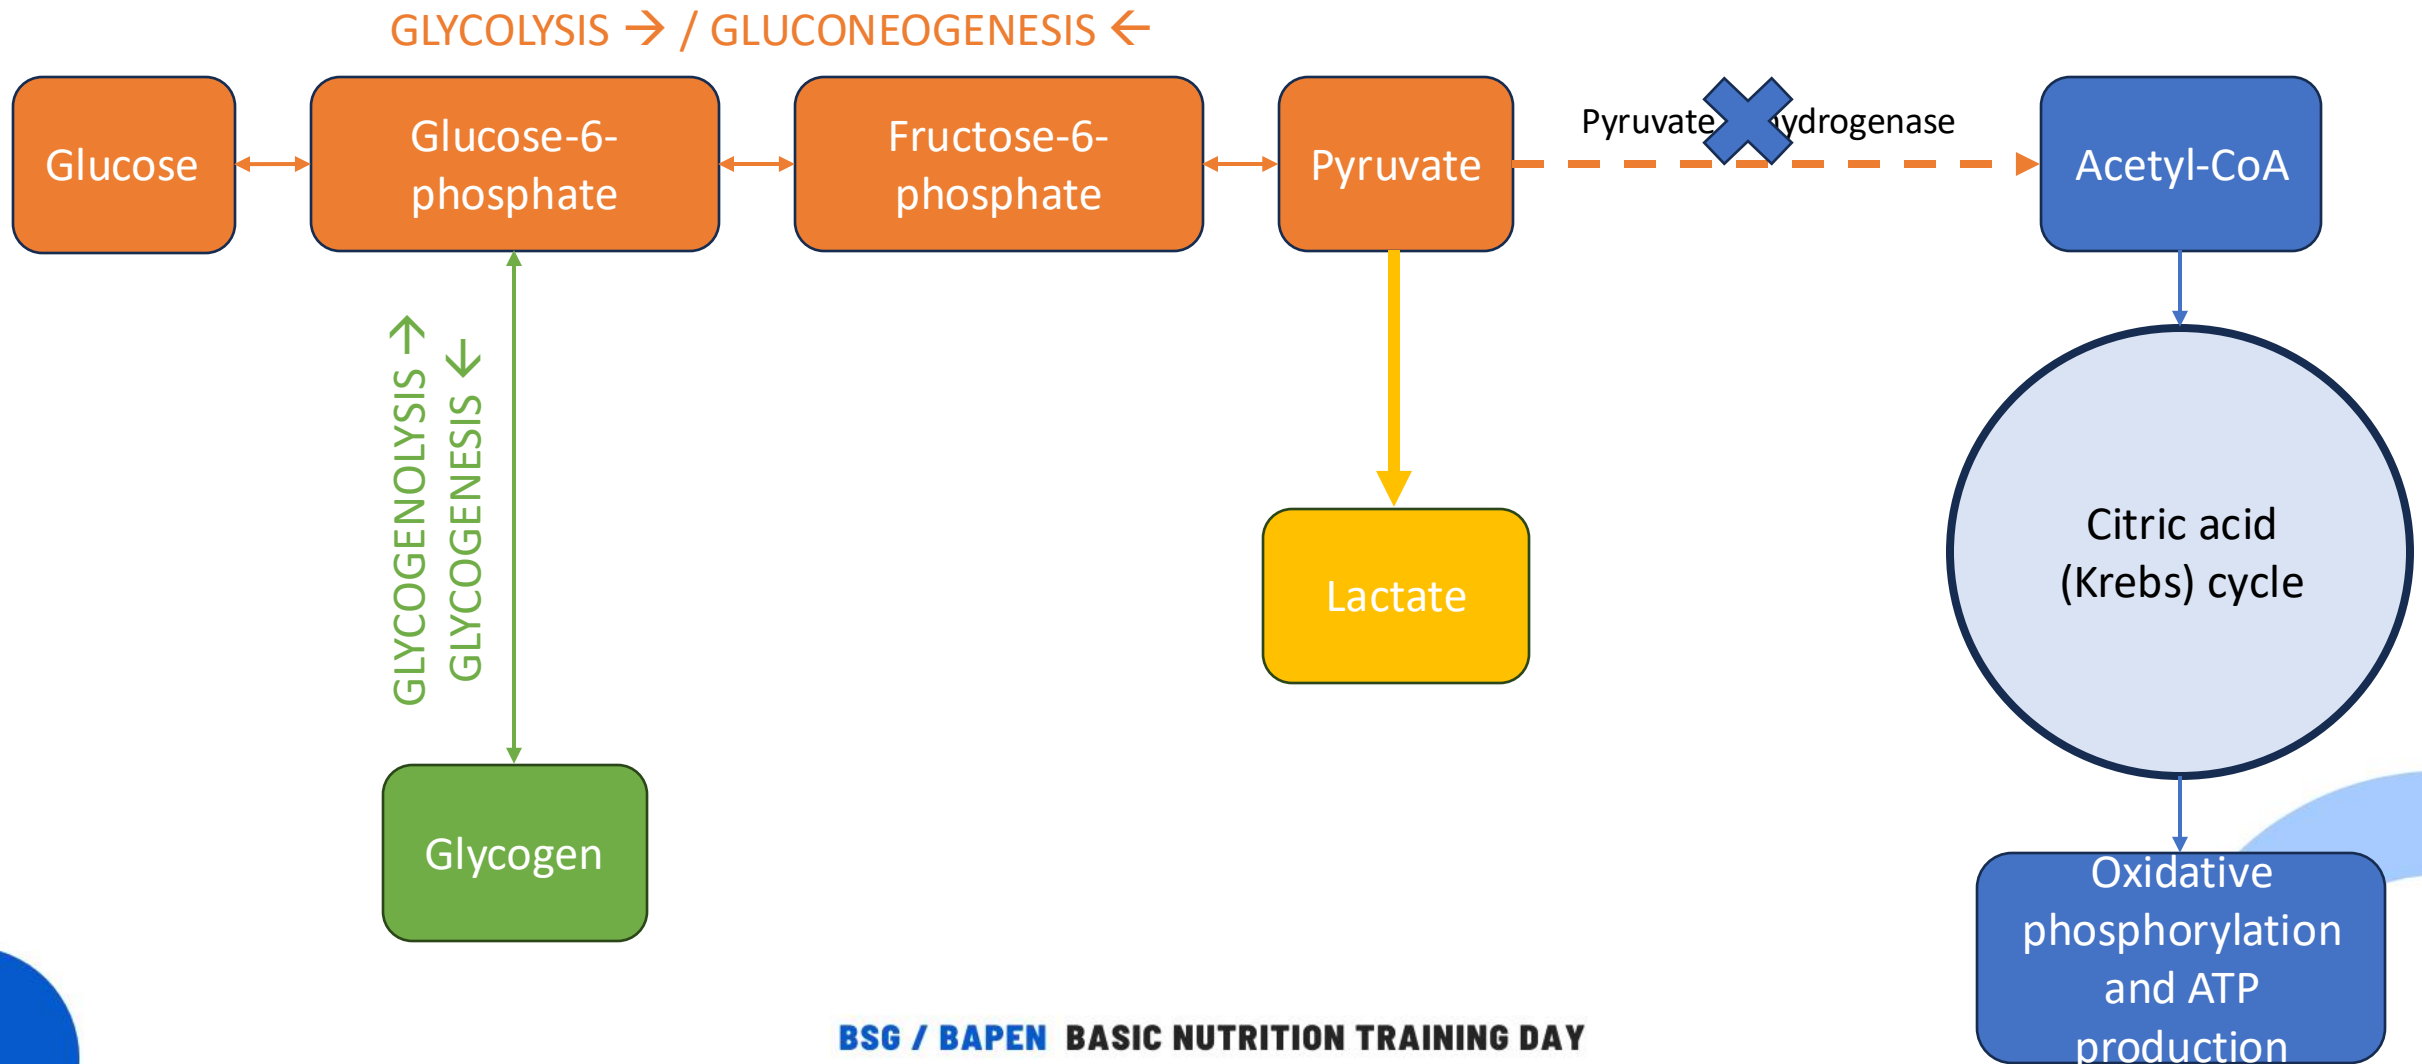 GLYCOLYSIS → / GLUCONEOGENESIS ←
Glucose
Glucose-6-
phosphate
Fructose-6-
phosphate
Pyruvate
Pyruvate ydrogenase
Acetyl-CoA
GLYCOGENOLYSIS →
GLYCOGENESIS ←
Lactate
Citric acid
(Krebs) cycle
Glycogen
Oxidative
phosphorylation
and ATP
production
BSG / BAPEN BASIC NUTRITION TRAINING DAY